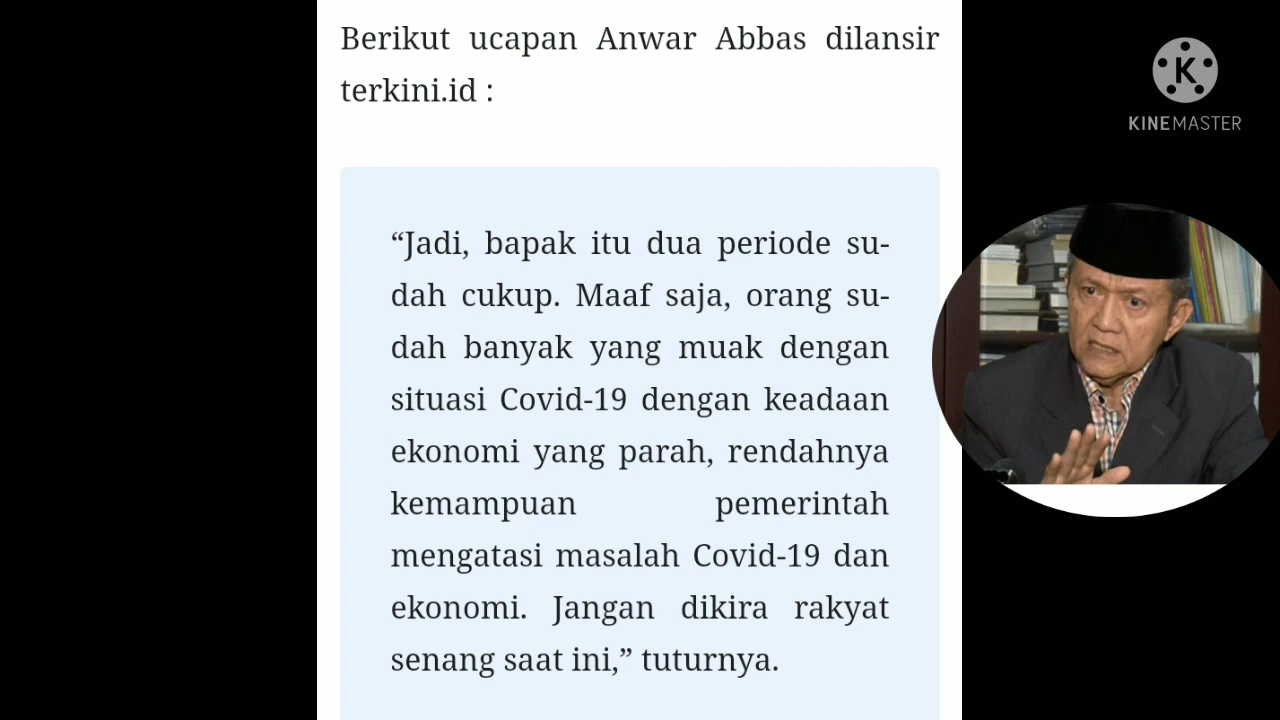 Berikut ucapan Anwar Abbas dilansir
terkini.id :
“Jadi, bapak itu dua periode su-
dah cukup. Maaf saja, orang su-
dah banyak yang muak dengan
situasi Covid-19 dengan keadaan
ekonomi yang parah, rendahnya
kemampuan pemerintah
mengatasi masalah Covid-19 dan
ekonomi. Jangan dikira rakyat
senang saat ini,” tuturnya.
K
KINEMASTER